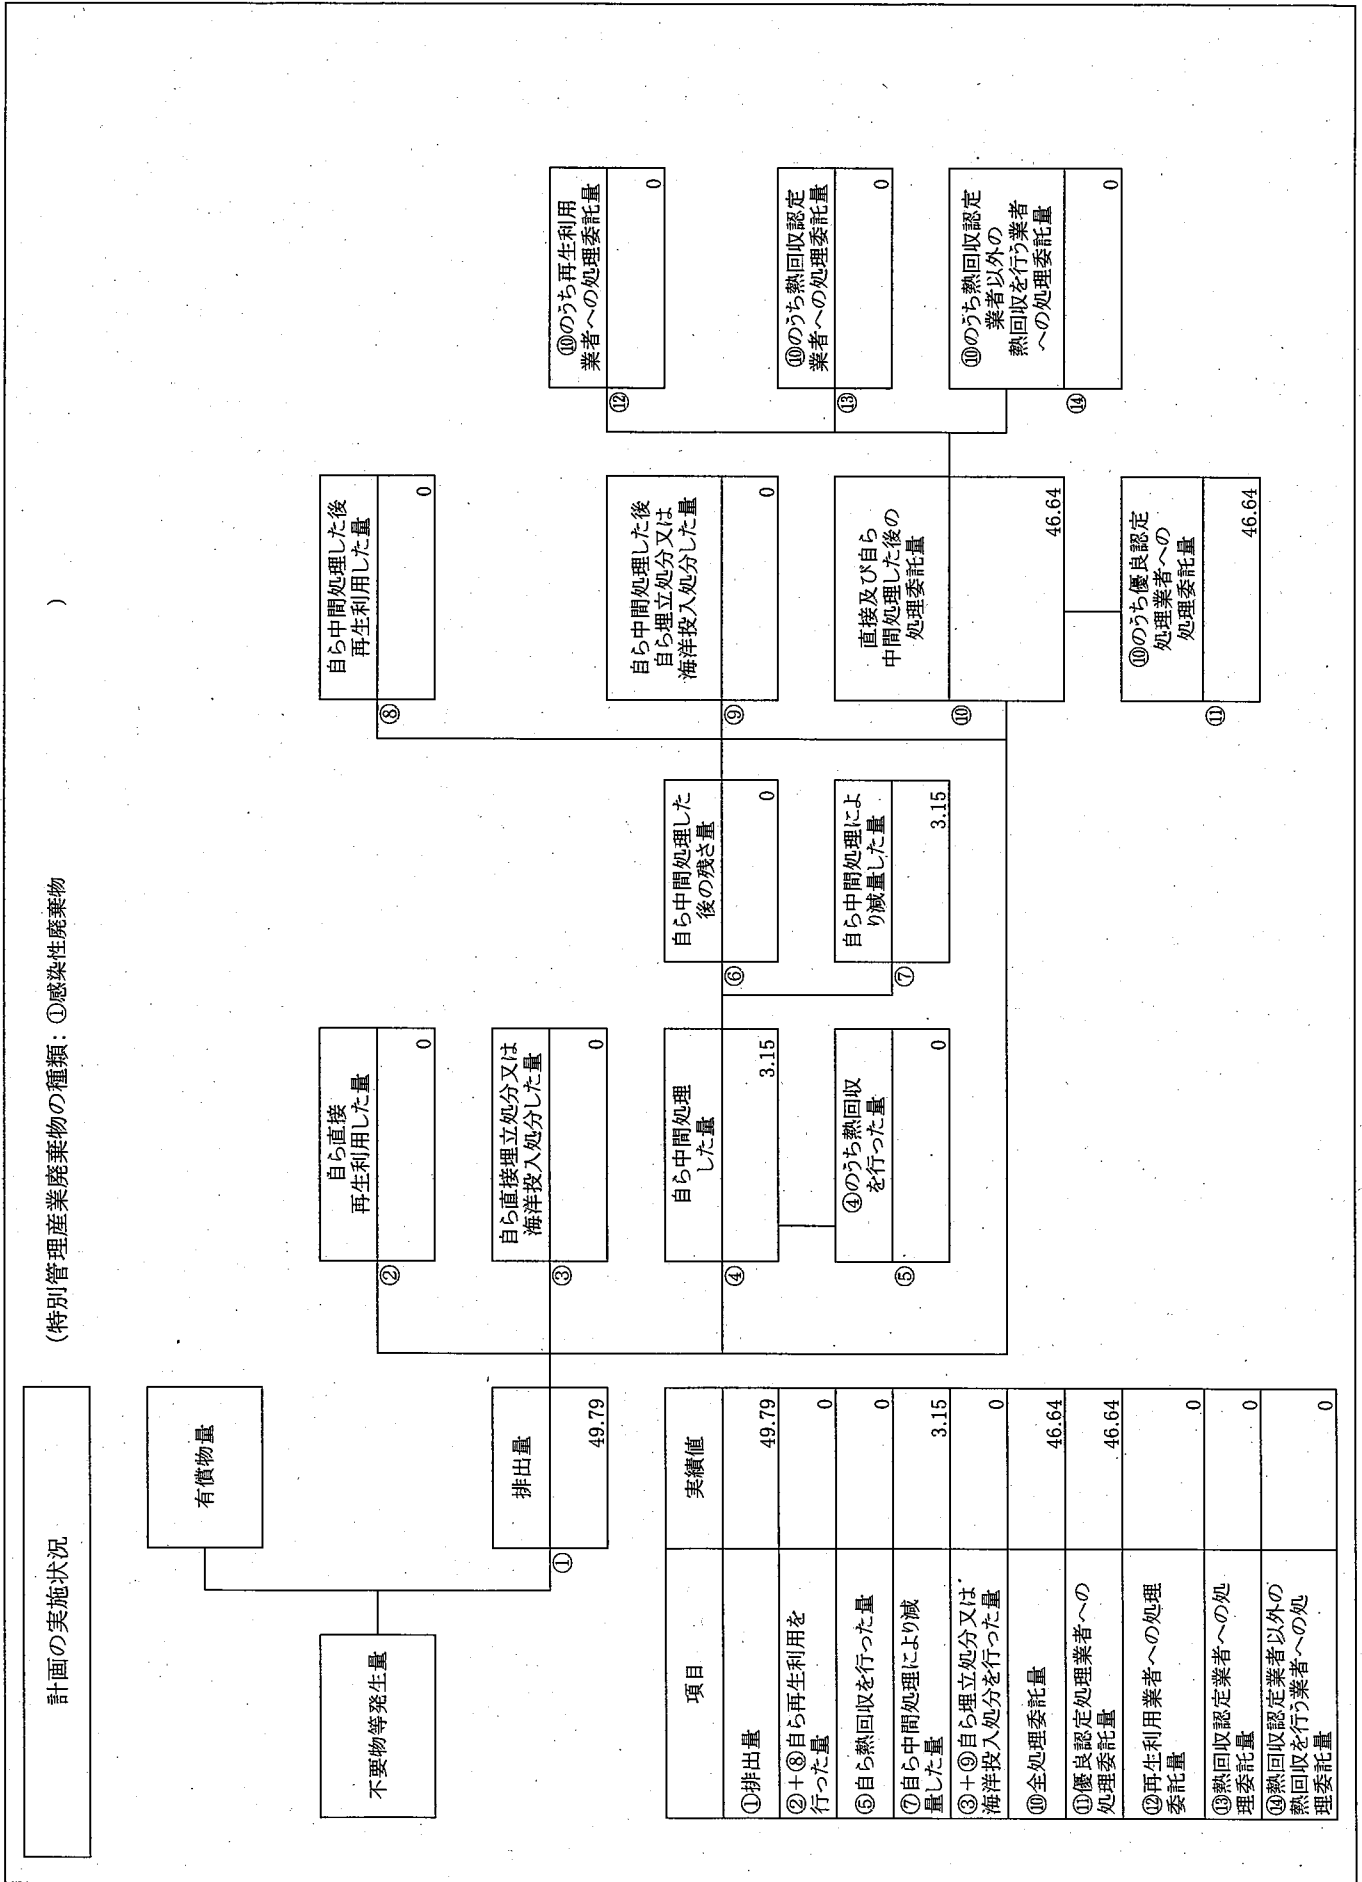 計画の実施状況
(特別管理産業廃棄物の種類：①感染性廃棄物
)
不要物等発生量
有償物量
①
排出量
49.79
②
自ら直接
再生利用した量
0
③
自ら直接埋立処分又は
海洋投入処分した量
0
④
自ら中間処理
した量
3.15
⑤
④のうち熱回収
を行った量
0
⑥
自ら中間処理した
後の残さ量
0
⑦
自ら中間処理によ
り減量した量
3.15
⑧
自ら中間処理した後
再生利用した量
0
⑨
自ら中間処理した後
自ら埋立処分又は
海洋投入処分した量
0
⑩
直接及び自ら
中間処理した後の
処理委託量
46.64
⑪
⑩のうち優良認定
処理業者への
処理委託量
46.64
⑫
⑩のうち再生利用
業者への処理委託量
0
⑬
⑩のうち熱回収認定
業者への処理委託量
0
⑭
⑩のうち熱回収認定
業者以外の
熱回収を行う業者
への処理委託量
0
項目 実績値
①排出量 49.79
②+⑧自ら再生利用を
行った量 0
⑤自ら熱回収を行った量 0
⑦自ら中間処理により減
量した量 3.15
③+⑨自ら埋立処分又は
海洋投入処分を行った量 0
⑩全処理委託量 46.64
⑪優良認定処理業者への
処理委託量 46.64
⑫再生利用業者への処理
委託量 0
⑬熱回収認定業者への処
理委託量 0
⑭熱回収認定業者以外の
熱回収を行う業者への処
理委託量 0